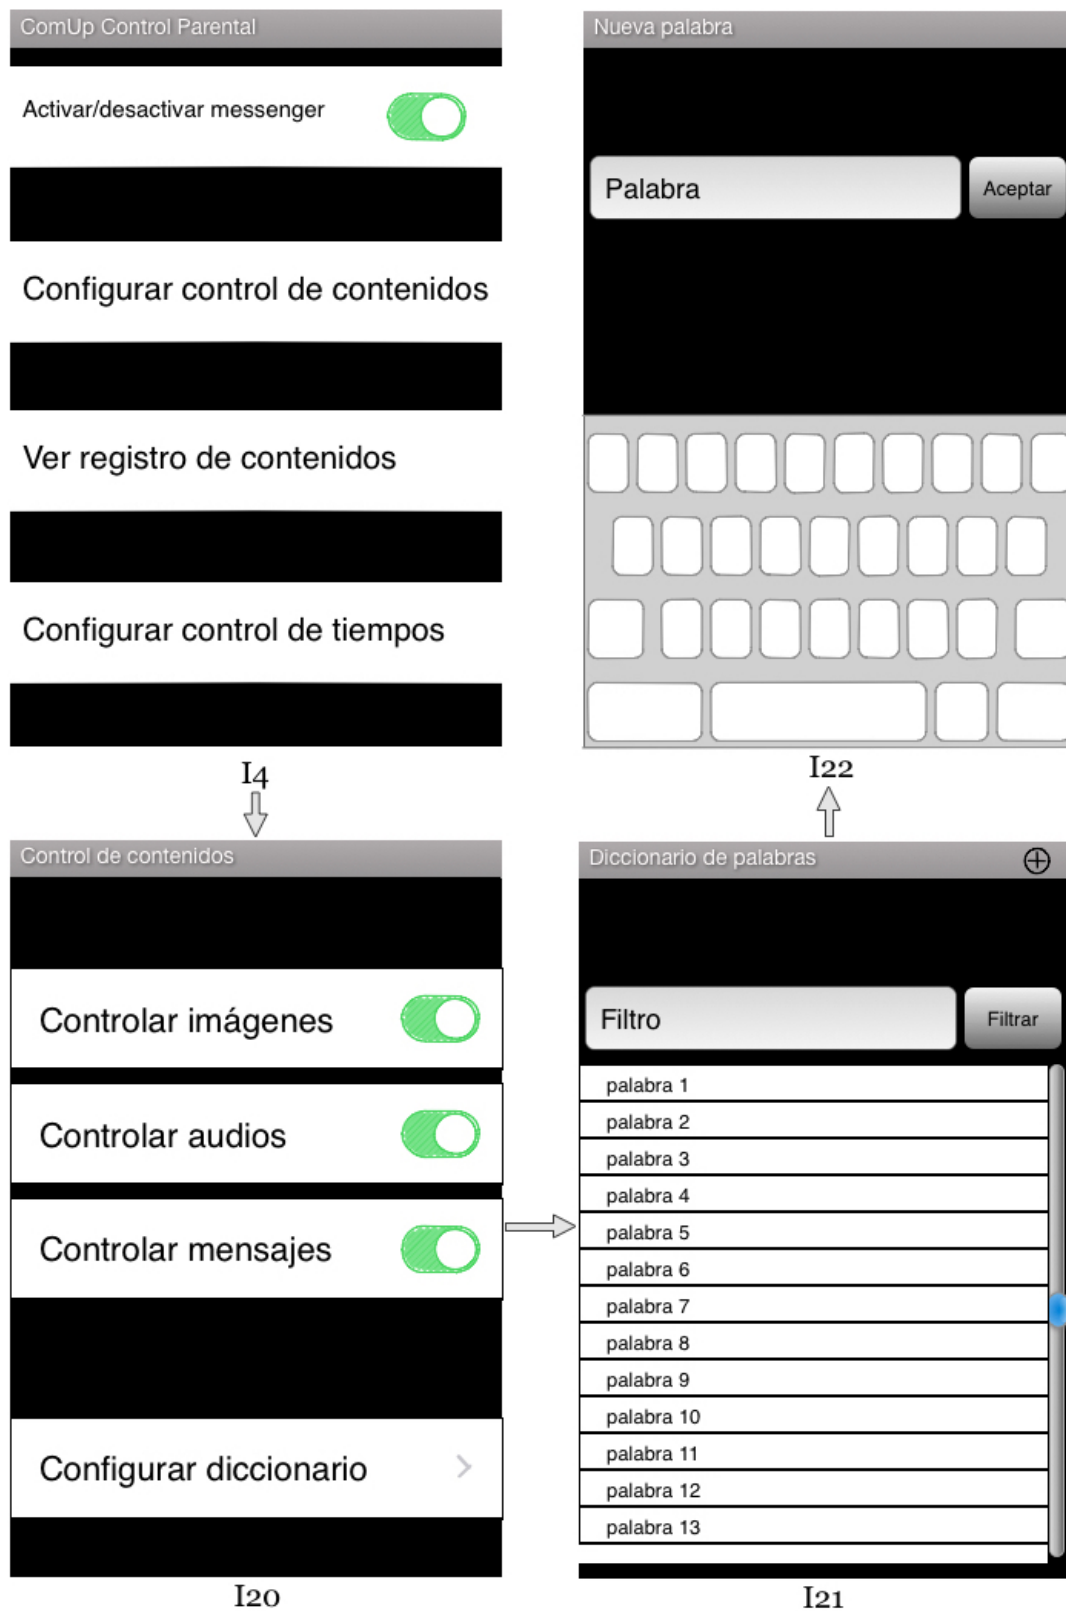 ComUp Control Parental
Activar/desactivar messenger
Configurar control de contenidos
Ver registro de contenidos
Configurar control de tiempos
I4
Nueva palabra
Palabra
Aceptar
I22
Control de contenidos
Controlar imágenes
Controlar audios
Controlar mensajes
Configurar diccionario
I20
Diccionario de palabras
Filtro
Filtrar
palabra 1
palabra 2
palabra 3
palabra 4
palabra 5
palabra 6
palabra 7
palabra 8
palabra 9
palabra 10
palabra 11
palabra 12
palabra 13
I21